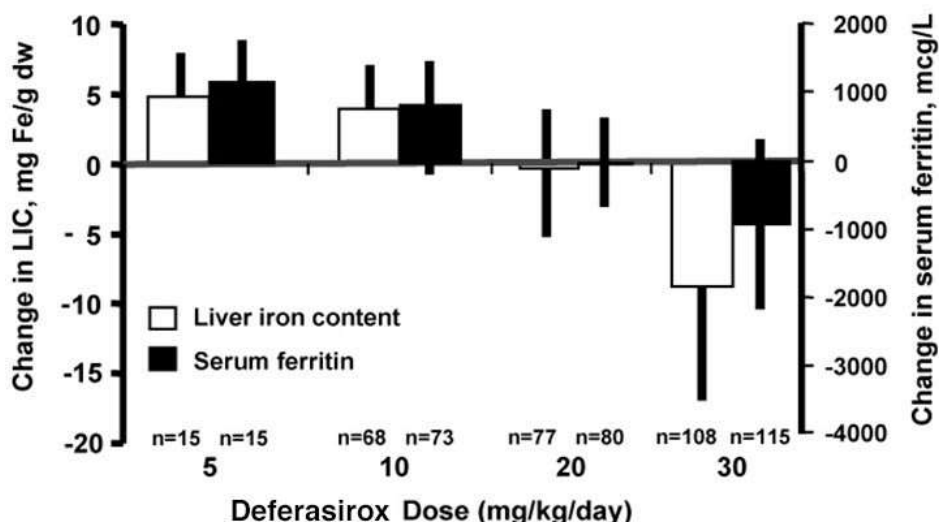 Change in LIC, mg Fe/g dw
10
5
0
- 5
-10
-15
-20
2000
1000
0
-1000
-2000
-3000
-4000
Change in serum ferritin, mcg/L
Liver iron content
Serum ferritin
n=15 n=15 n=68 n=73 n=77 n=80 n=108 n=115
5 10 20 30
Deferasirox Dose (mg/kg/day)